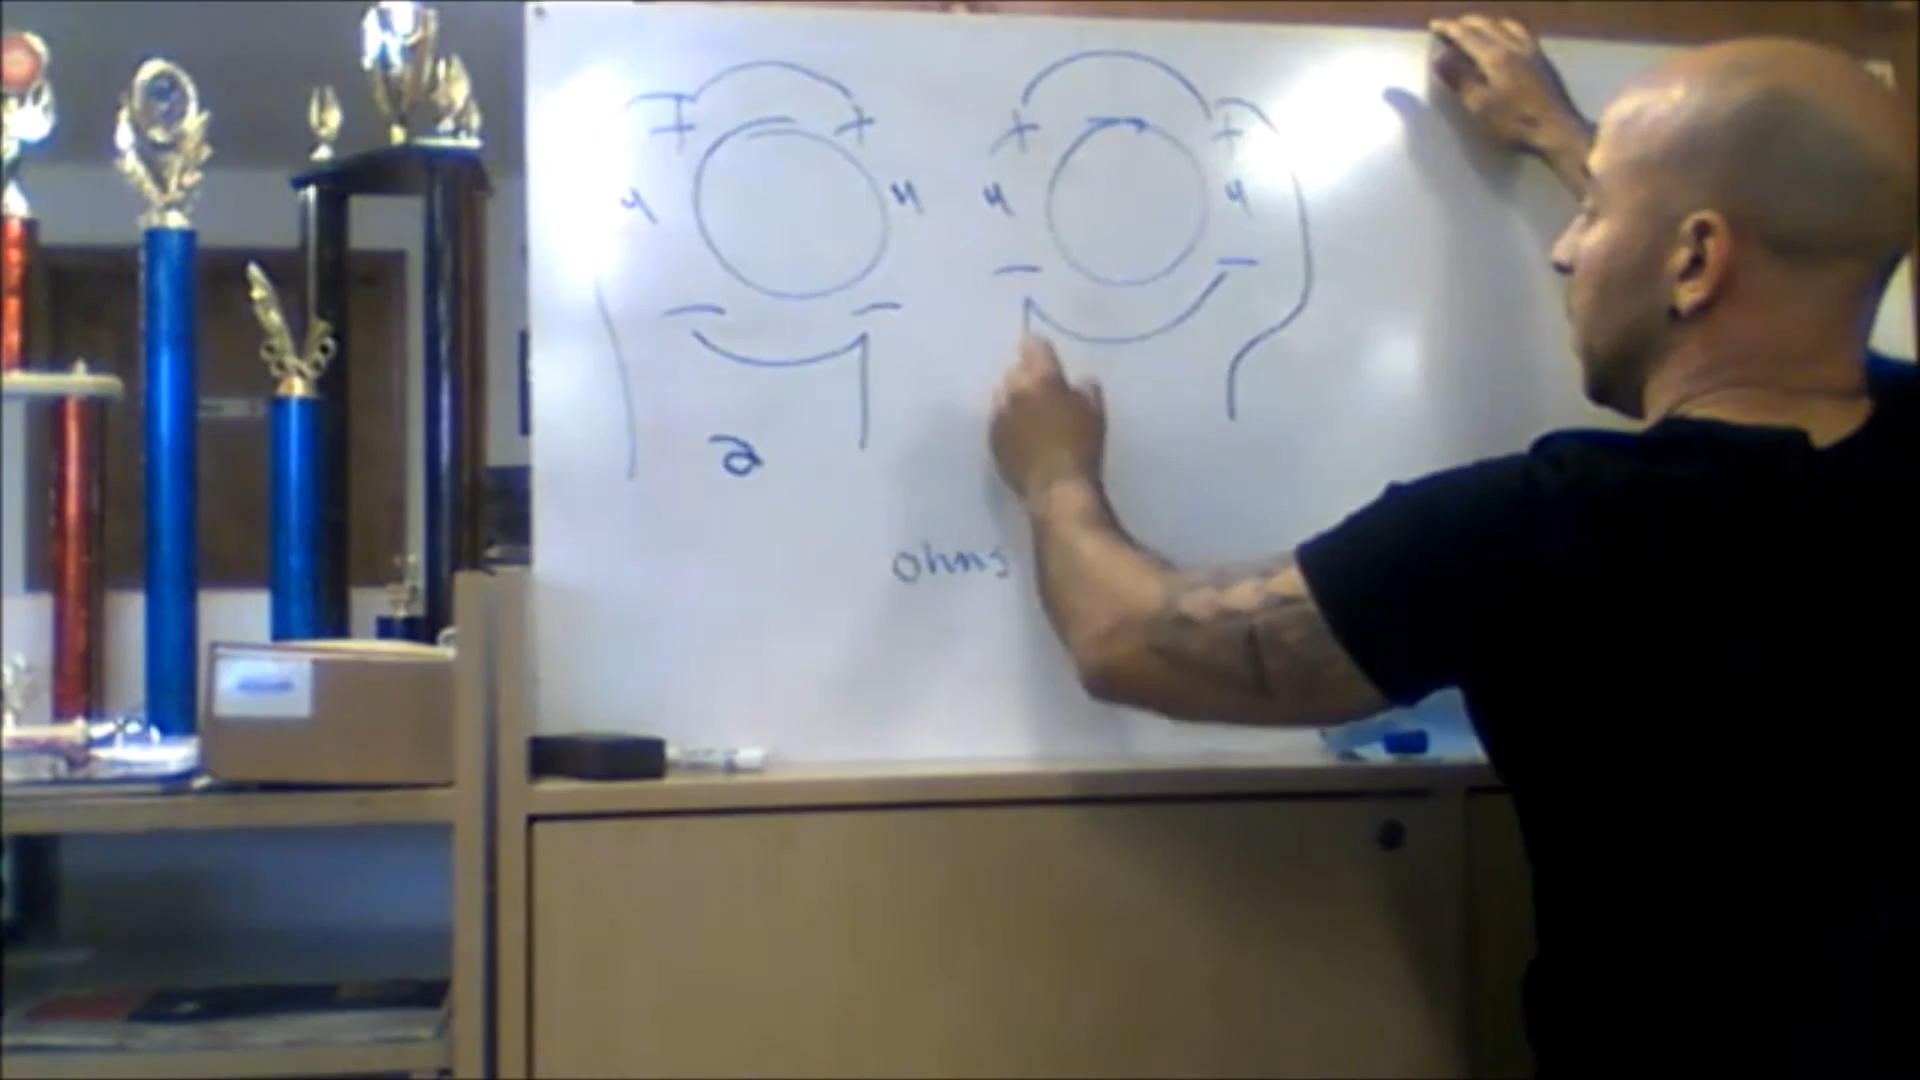 + + + +
4 4 4 4
- - - -
2
ohms